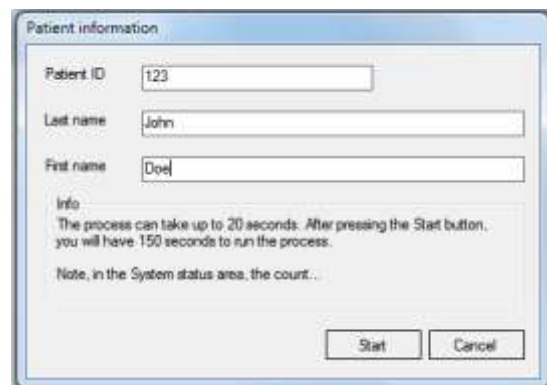 Patient information
Patient ID 123
Last name John
First name Doe
Info
The process can take up to 20 seconds. After pressing the Start button,
you will have 150 seconds to run the process.
Note, in the System status area, the count...
Start Cancel